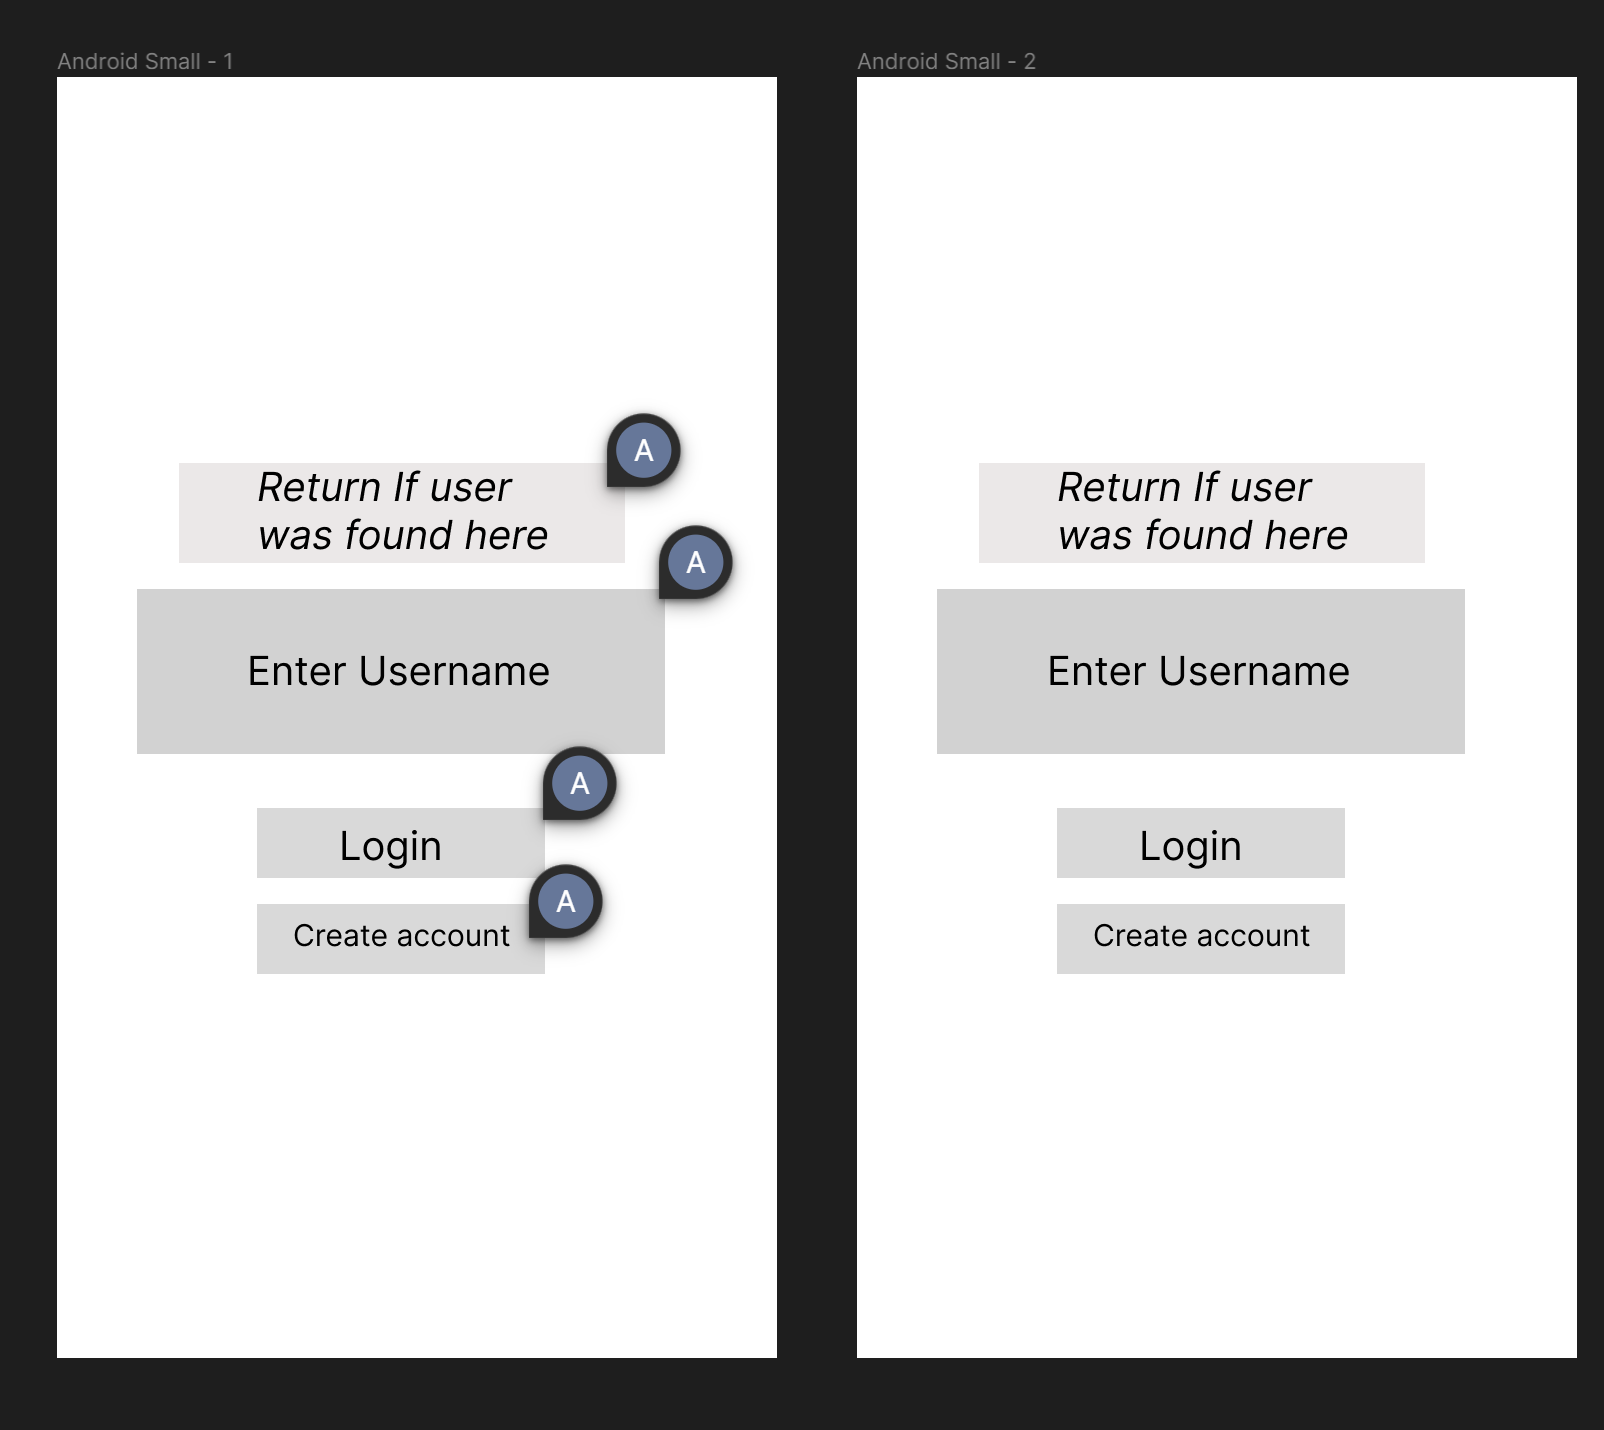 Android Small - 1
Return If user
was found here
Enter Username
Login
Create account
A
A
A
A
Android Small - 2
Return If user
was found here
Enter Username
Login
Create account